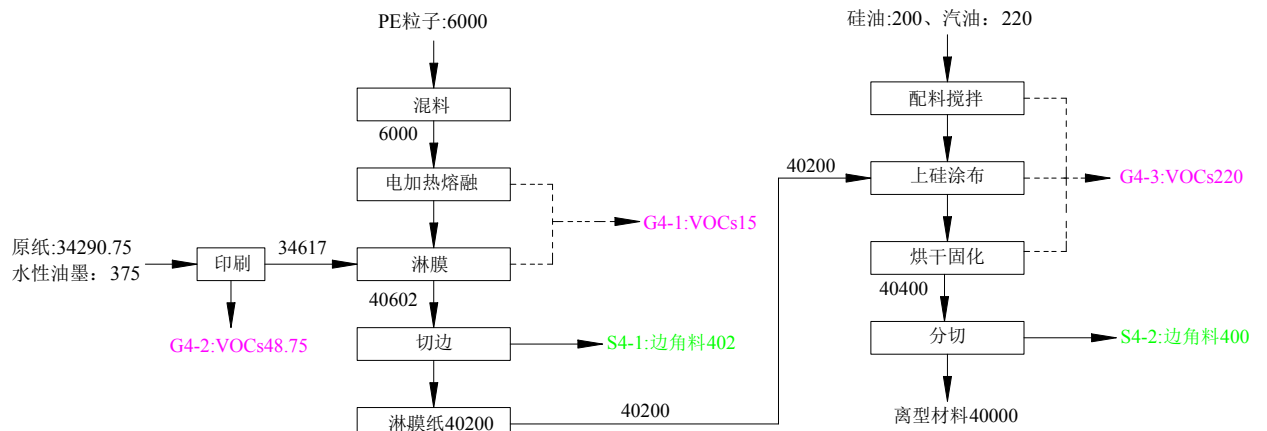 PE粒子:6000
混料
6000
电加热熔融
G4-1:VOCs15
原纸:34290.75
水性油墨：375
印刷
34617
淋膜
G4-2:VOCs48.75
40602
切边
S4-1:边角料402
淋膜纸40200
40200
硅油:200、汽油：220
配料搅拌
40200
上硅涂布
G4-3:VOCs220
烘干固化
40400
分切
S4-2:边角料400
离型材料40000